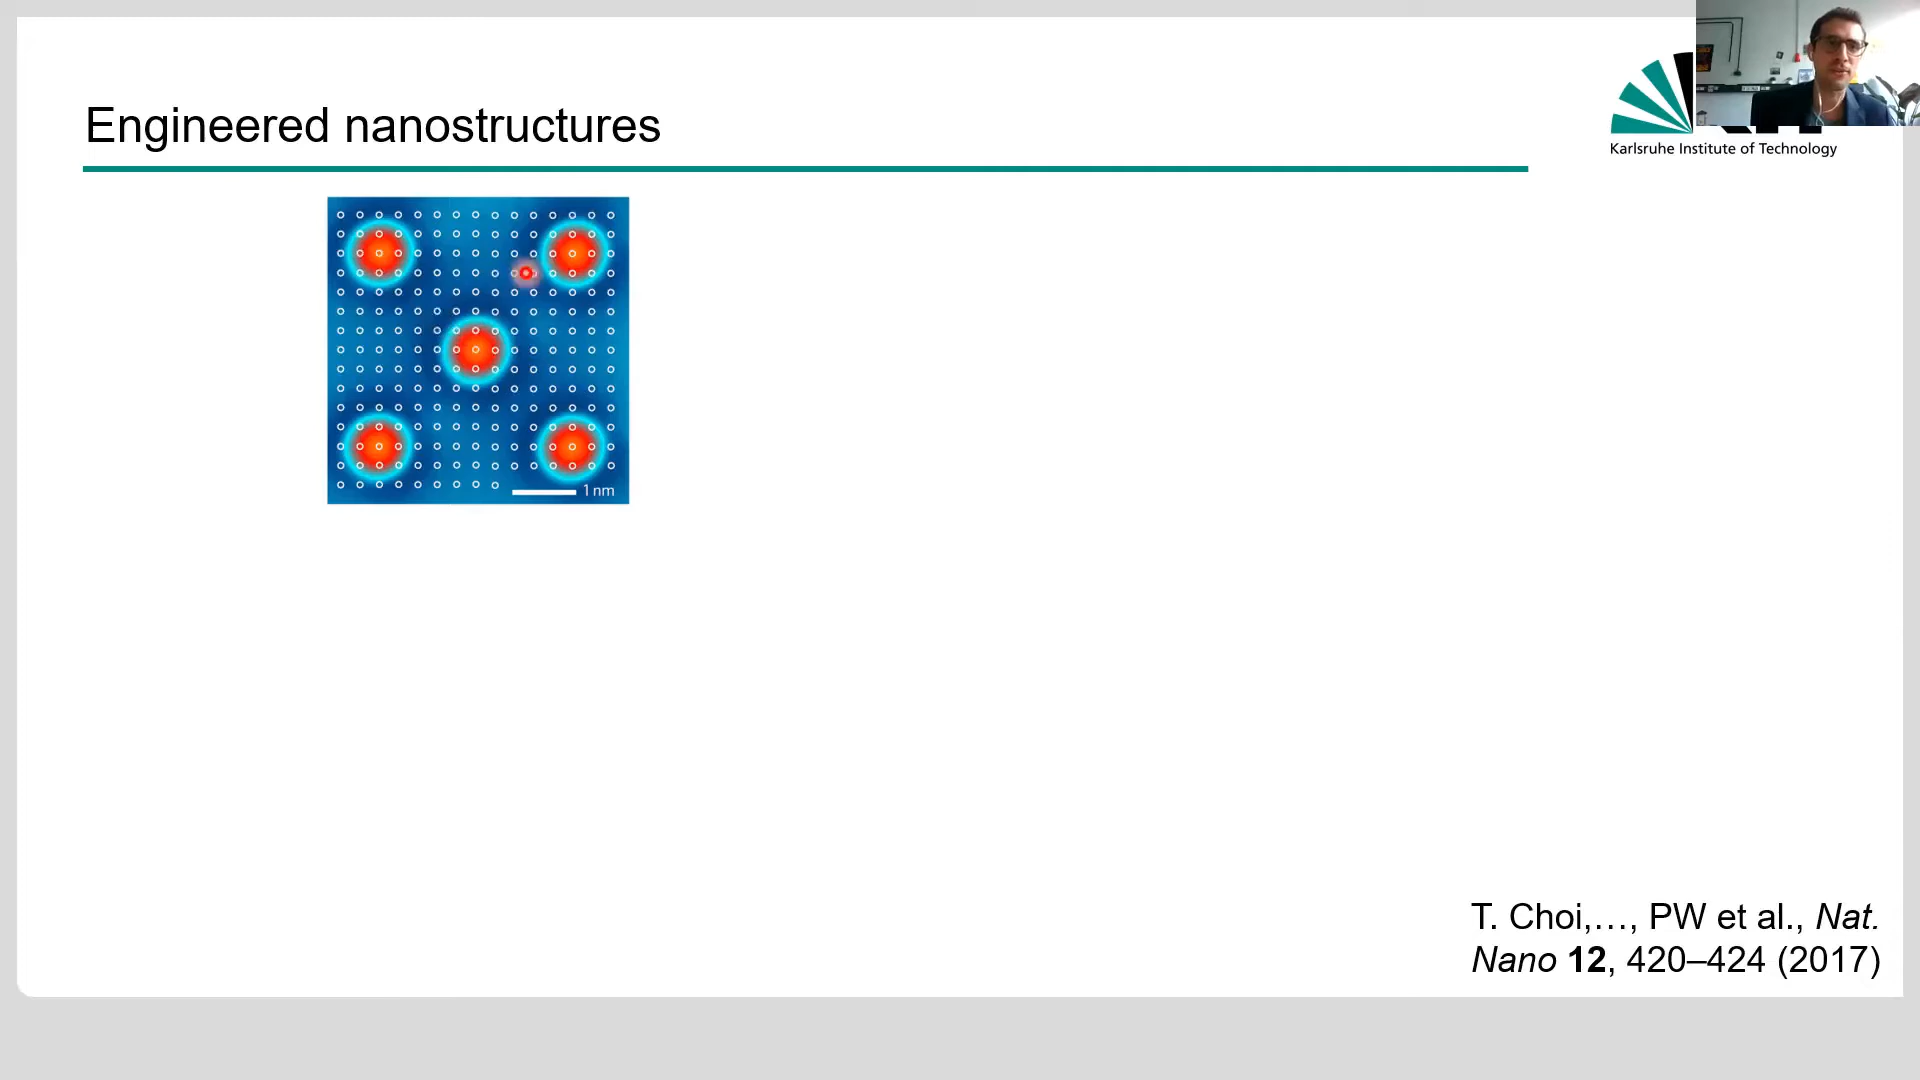 Engineered nanostructures
Karlsruhe Institute of Technology
1 nm
T. Choi,…, PW et al., Nat.
Nano 12, 420–424 (2017)